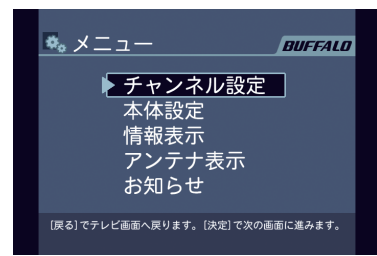 メニュー
BUFFALO
チャンネル設定
本体設定
情報表示
アンテナ表示
お知らせ
[戻る]でテレビ画面へ戻ります。[決定]で次の画面に進みます。